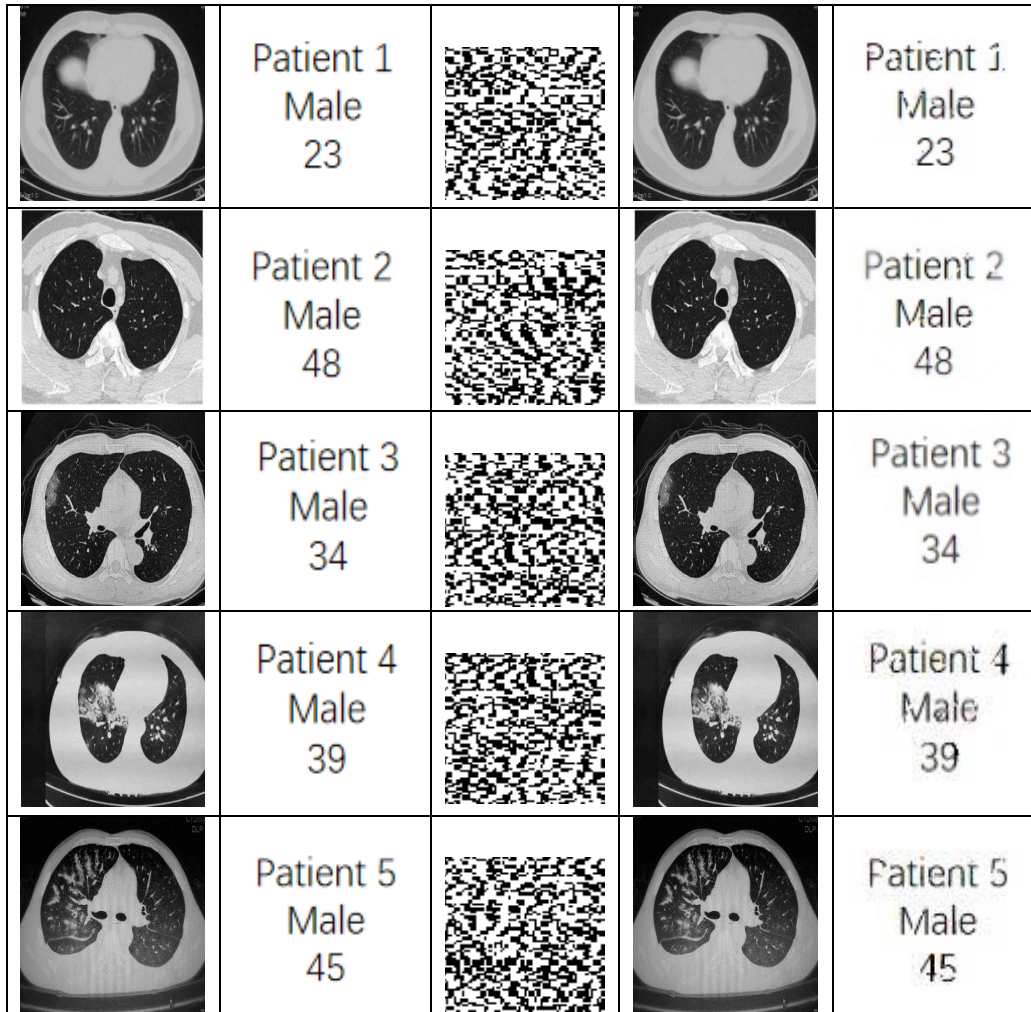 Patient 1
Male
23
Patient 1
Male
23
Patient 2
Male
48
Patient 2
Male
48
Patient 3
Male
34
Patient 3
Male
34
Patient 4
Male
39
Patient 4
Male
39
Patient 5
Male
45
Patient 5
Male
45